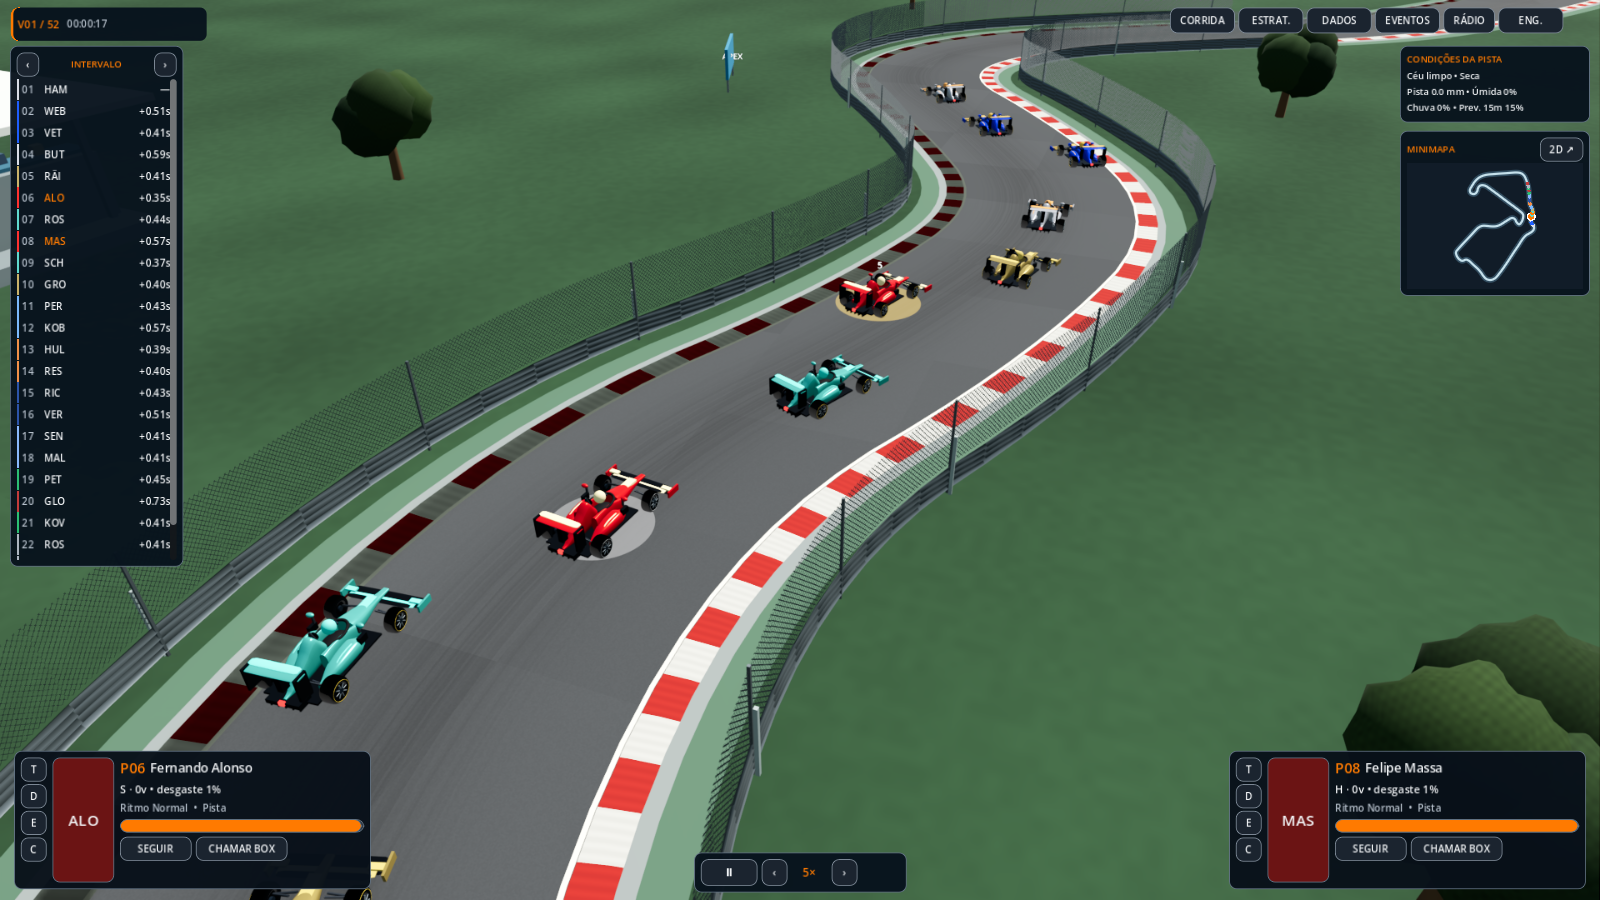 V01 / 52 00:00:17
CORRIDA ESTRAT. DADOS EVENTOS RÁDIO ENG.
‹ INTERVALO ›
01 HAM —
02 WEB +0.51s
03 VET +0.41s
04 BUT +0.59s
05 RÄI +0.41s
06 ALO +0.35s
07 ROS +0.44s
08 MAS +0.57s
09 SCH +0.37s
10 GRO +0.40s
11 PER +0.43s
12 KOB +0.57s
13 HUL +0.39s
14 RES +0.40s
15 RIC +0.43s
16 VER +0.51s
17 SEN +0.41s
18 MAL +0.41s
19 PET +0.45s
20 GLO +0.73s
21 KOV +0.41s
22 ROS +0.41s
CONDIÇÕES DA PISTA
Céu limpo • Seca
Pista 0.0 mm • Úmida 0%
Chuva 0% • Prev. 15m 15%
MINIMAPA 2D ↗
5
T
D
E
C
ALO
P06 Fernando Alonso
S · 0v • desgaste 1%
Ritmo Normal • Pista
SEGUIR CHAMAR BOX
‹ 5× ›
T
D
E
C
MAS
P08 Felipe Massa
H · 0v • desgaste 1%
Ritmo Normal • Pista
SEGUIR CHAMAR BOX